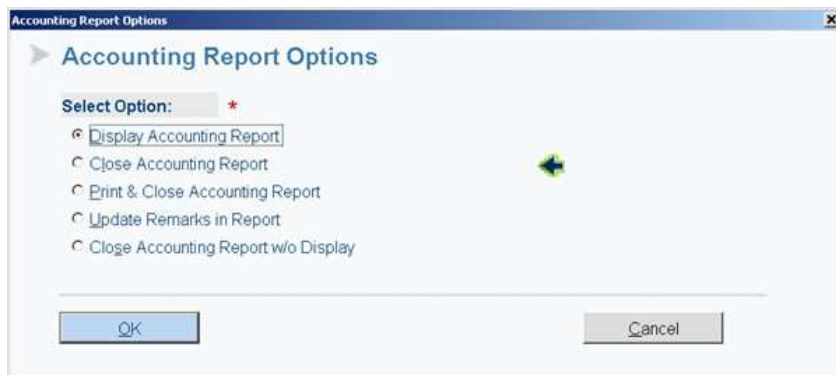 Accounting Report Options
Accounting Report Options
Select Option: *
Display Accounting Report
Close Accounting Report
Print & Close Accounting Report
Update Remarks in Report
Close Accounting Report w/o Display
OK Cancel